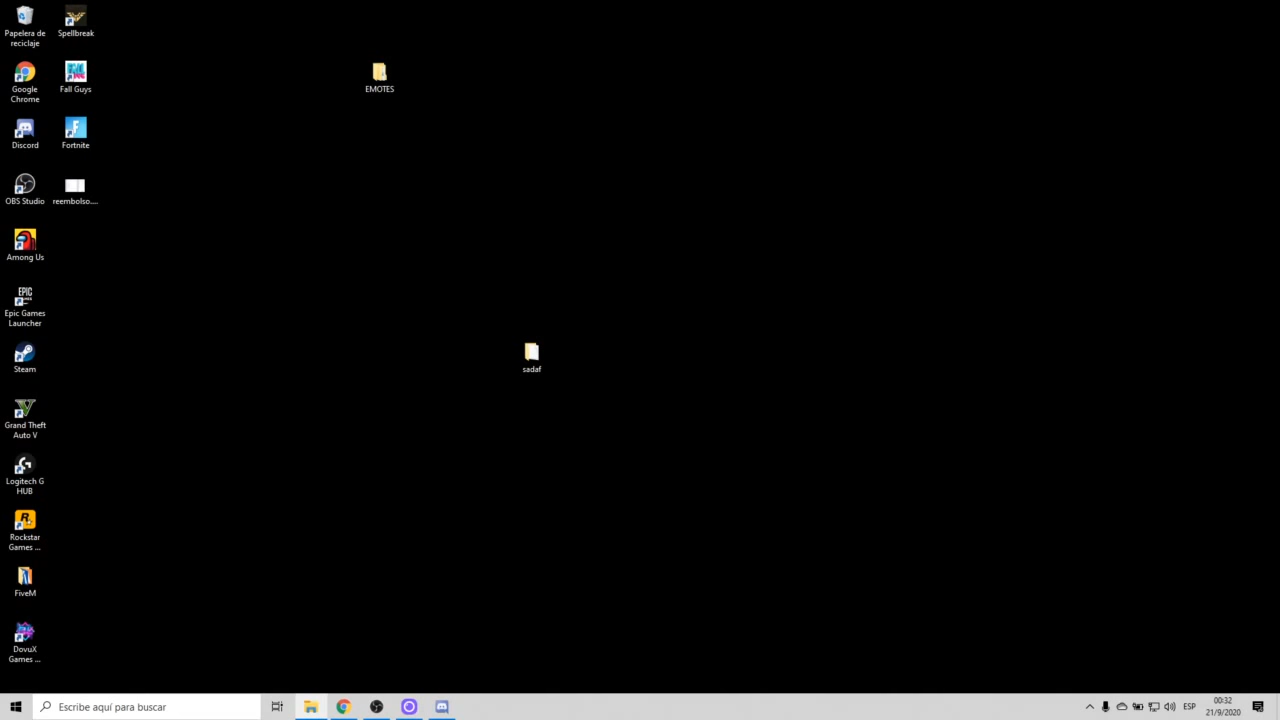 Papelera de
reciclaje
Spellbreak
EMOTES
Google
Chrome
Fall Guys
Discord
Fortnite
OBS Studio
reembolso....
Among Us
EPIC
GAMES
Epic Games
Launcher
sadaf
Steam
Grand Theft
Auto V
Logitech G
HUB
Rockstar
Games ...
FiveM
DovuX
Games ...
Escribe aquí para buscar
ESP
00:32
21/9/2020